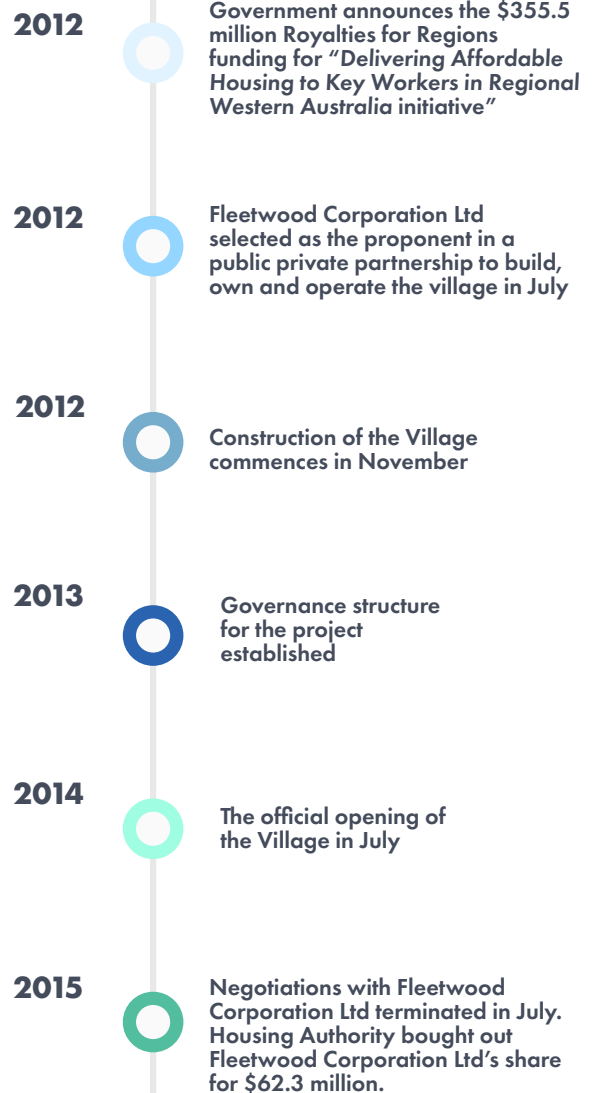 2012
Government announces the $355.5
million Royalties for Regions
funding for “Delivering Affordable
Housing to Key Workers in Regional
Western Australia initiative”
2012
Fleetwood Corporation Ltd
selected as the proponent in a
public private partnership to build,
own and operate the village in July
2012
Construction of the Village
commences in November
2013
Governance structure
for the project
established
2014
The official opening of
the Village in July
2015
Negotiations with Fleetwood
Corporation Ltd terminated in July.
Housing Authority bought out
Fleetwood Corporation Ltd’s share
for $62.3 million.